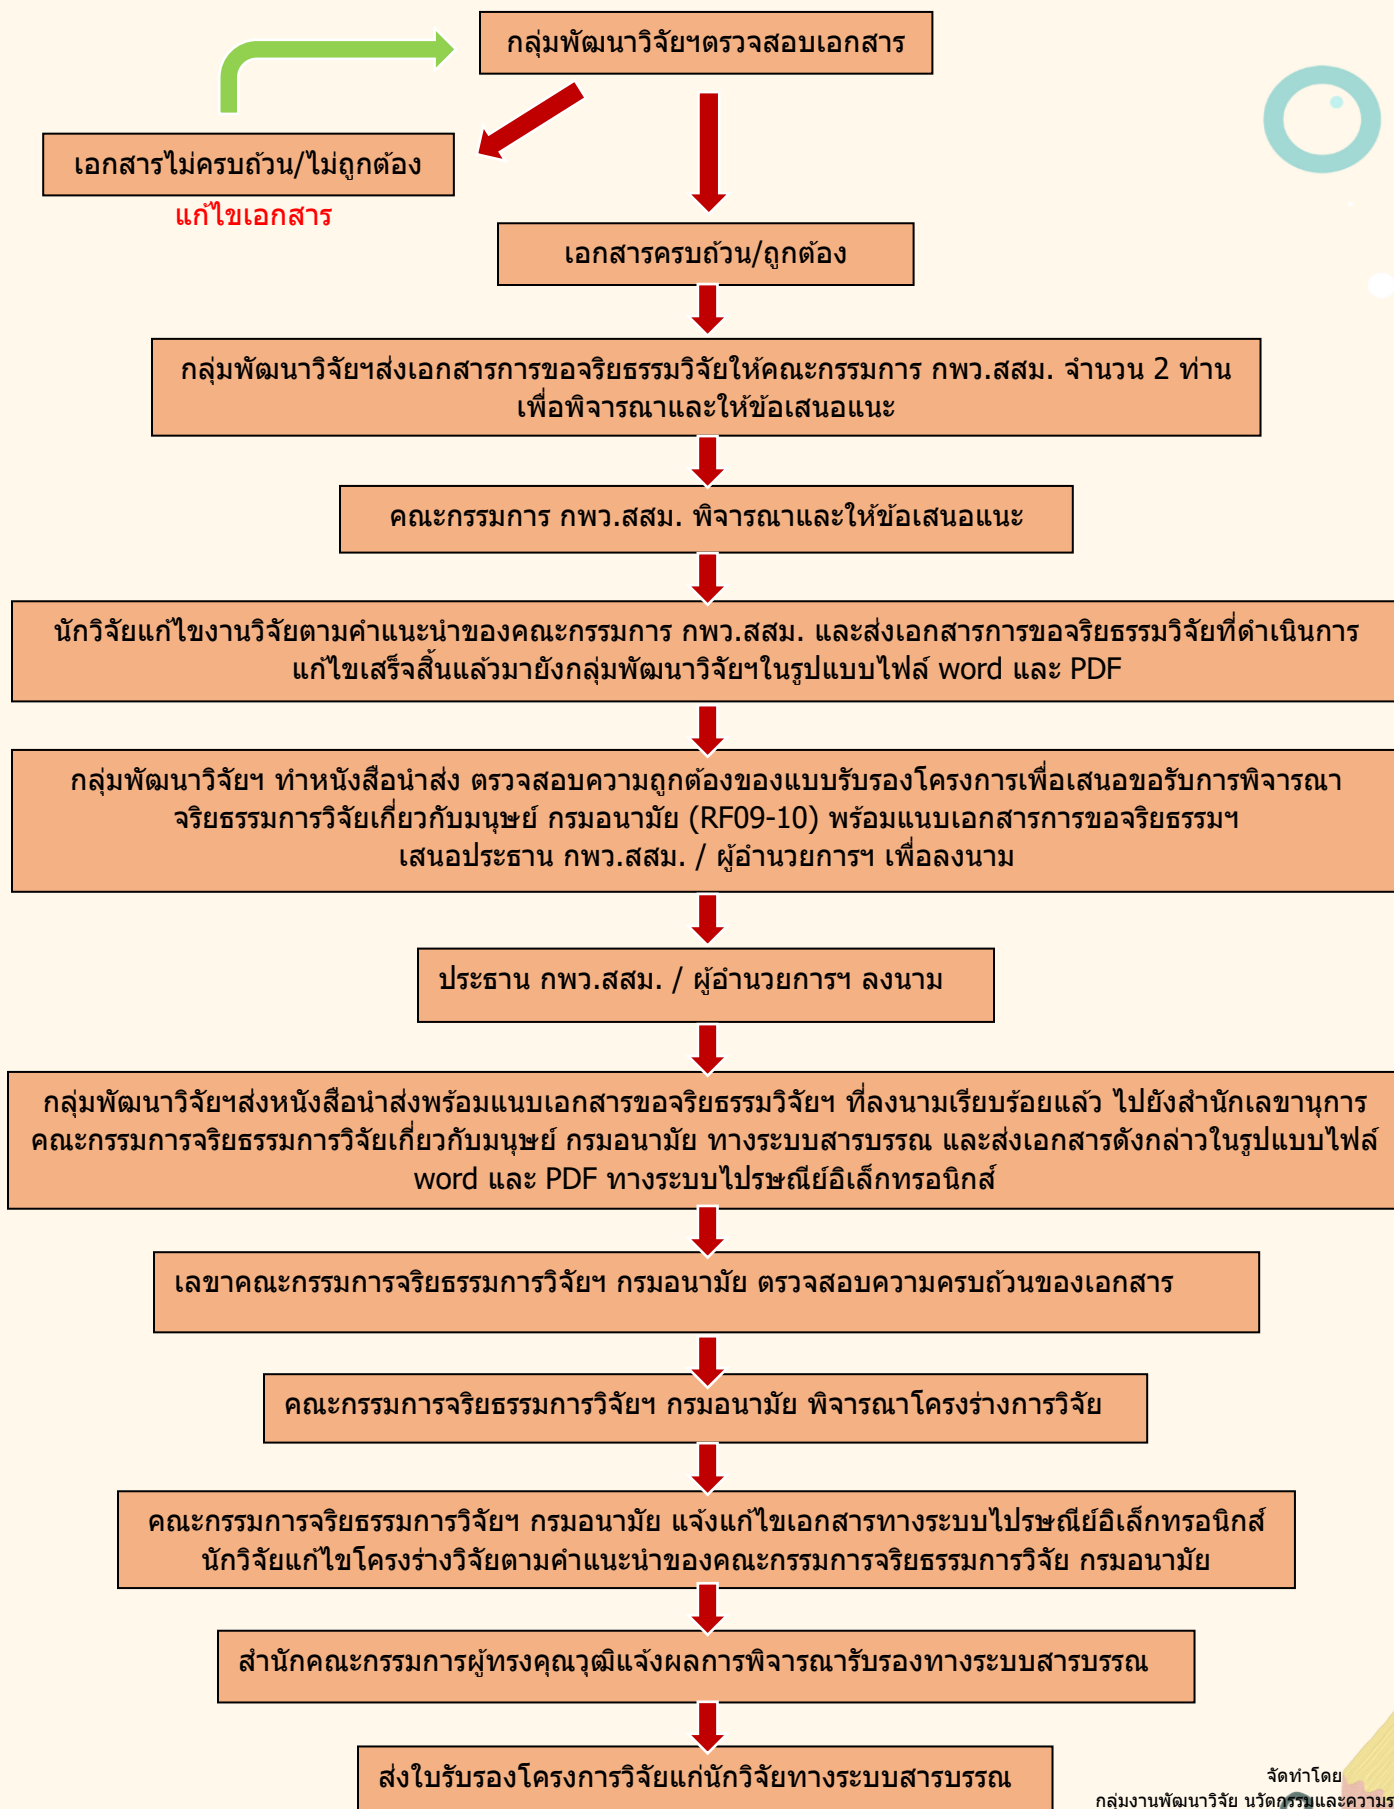 กลุ่มพัฒนาวิจัยฯตรวจสอบเอกสาร
เอกสารไม่ครบถ้วน/ไม่ถูกต้อง
แก้ไขเอกสาร
เอกสารครบถ้วน/ถูกต้อง
กลุ่มพัฒนาวิจัยฯส่งเอกสารการขอจริยธรรมวิจัยให้คณะกรรมการ กพว.สสม. จำนวน 2 ท่าน
เพื่อพิจารณาและให้ข้อเสนอแนะ
คณะกรรมการ กพว.สสม. พิจารณาและให้ข้อเสนอแนะ
นักวิจัยแก้ไขงานวิจัยตามคำแนะนำของคณะกรรมการ กพว.สสม. และส่งเอกสารการขอจริยธรรมวิจัยที่ดำเนินการ
แก้ไขเสร็จสิ้นแล้วมายังกลุ่มพัฒนาวิจัยฯในรูปแบบไฟล์ word และ PDF
กลุ่มพัฒนาวิจัยฯ ทำหนังสือนำส่ง ตรวจสอบความถูกต้องของแบบรับรองโครงการเพื่อเสนอขอรับการพิจารณา
จริยธรรมการวิจัยเกี่ยวกับมนุษย์ กรมอนามัย (RF09-10) พร้อมแนบเอกสารการขอจริยธรรมฯ
เสนอประธาน กพว.สสม. / ผู้อำนวยการฯ เพื่อลงนาม
ประธาน กพว.สสม. / ผู้อำนวยการฯ ลงนาม
กลุ่มพัฒนาวิจัยฯส่งหนังสือนำส่งพร้อมแนบเอกสารขอจริยธรรมวิจัยฯ ที่ลงนามเรียบร้อยแล้ว ไปยังสำนักเลขานุการ
คณะกรรมการจริยธรรมการวิจัยเกี่ยวกับมนุษย์ กรมอนามัย ทางระบบสารบรรณ และส่งเอกสารดังกล่าวในรูปแบบไฟล์
word และ PDF ทางระบบไปรษณีย์อิเล็กทรอนิกส์
เลขาคณะกรรมการจริยธรรมการวิจัยฯ กรมอนามัย ตรวจสอบความครบถ้วนของเอกสาร
คณะกรรมการจริยธรรมการวิจัยฯ กรมอนามัย พิจารณาโครงร่างการวิจัย
คณะกรรมการจริยธรรมการวิจัยฯ กรมอนามัย แจ้งแก้ไขเอกสารทางระบบไปรษณีย์อิเล็กทรอนิกส์
นักวิจัยแก้ไขโครงร่างวิจัยตามคำแนะนำของคณะกรรมการจริยธรรมการวิจัย กรมอนามัย
สำนักคณะกรรมการผู้ทรงคุณวุฒิแจ้งผลการพิจารณารับรองทางระบบสารบรรณ
ส่งใบรับรองโครงการวิจัยแก่นักวิจัยทางระบบสารบรรณ
จัดทำโดย
กลุ่มงานพัฒนาวิจัย นวัตกรรมและความร